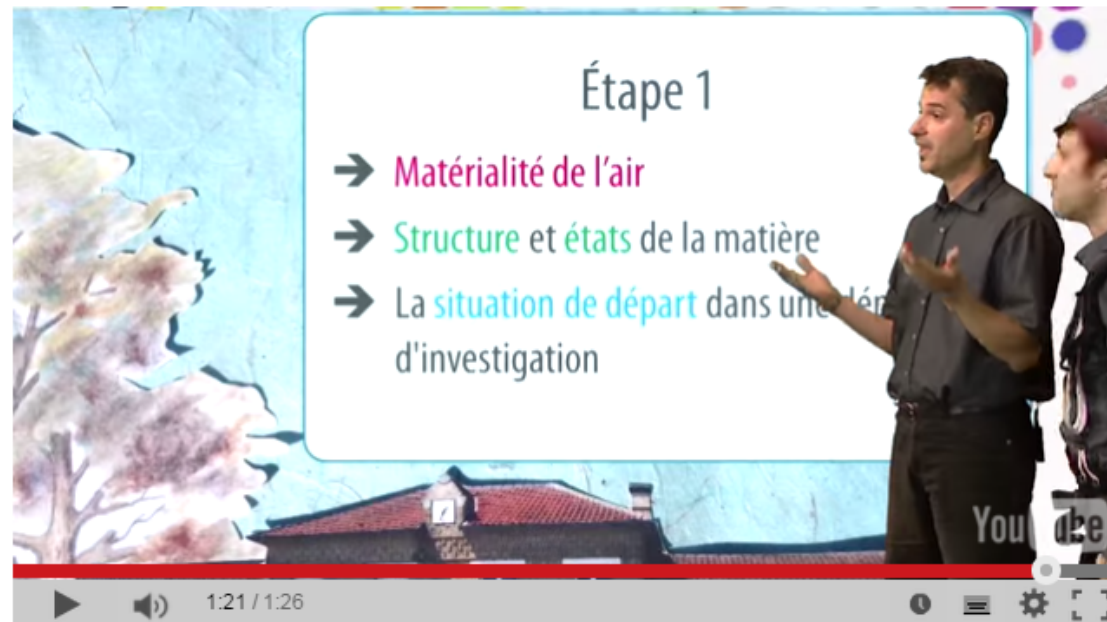 Étape 1
→ Matérialité de l'air
→ Structure et états de la matière
→ La situation de départ dans une
d'investigation
YouTube
1:21 / 1:26